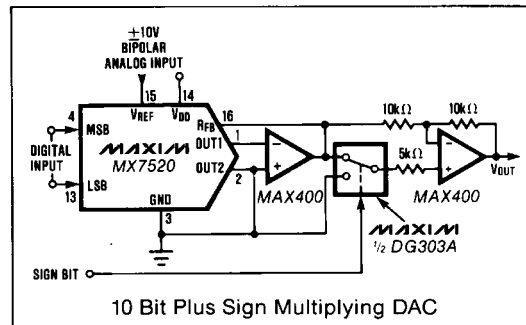 ±10V
BIPOLAR
ANALOG INPUT
15 14
VREF VDD
16
RFB
4
MSB
MAXIM
MX7520
OUT1
1
DIGITAL
INPUT
OUT2
2
13
LSB
GND
3
MAX400
10kΩ 10kΩ
5kΩ
VOUT
MAX400
MAXIM
1/2 DG303A
SIGN BIT
10 Bit Plus Sign Multiplying DAC